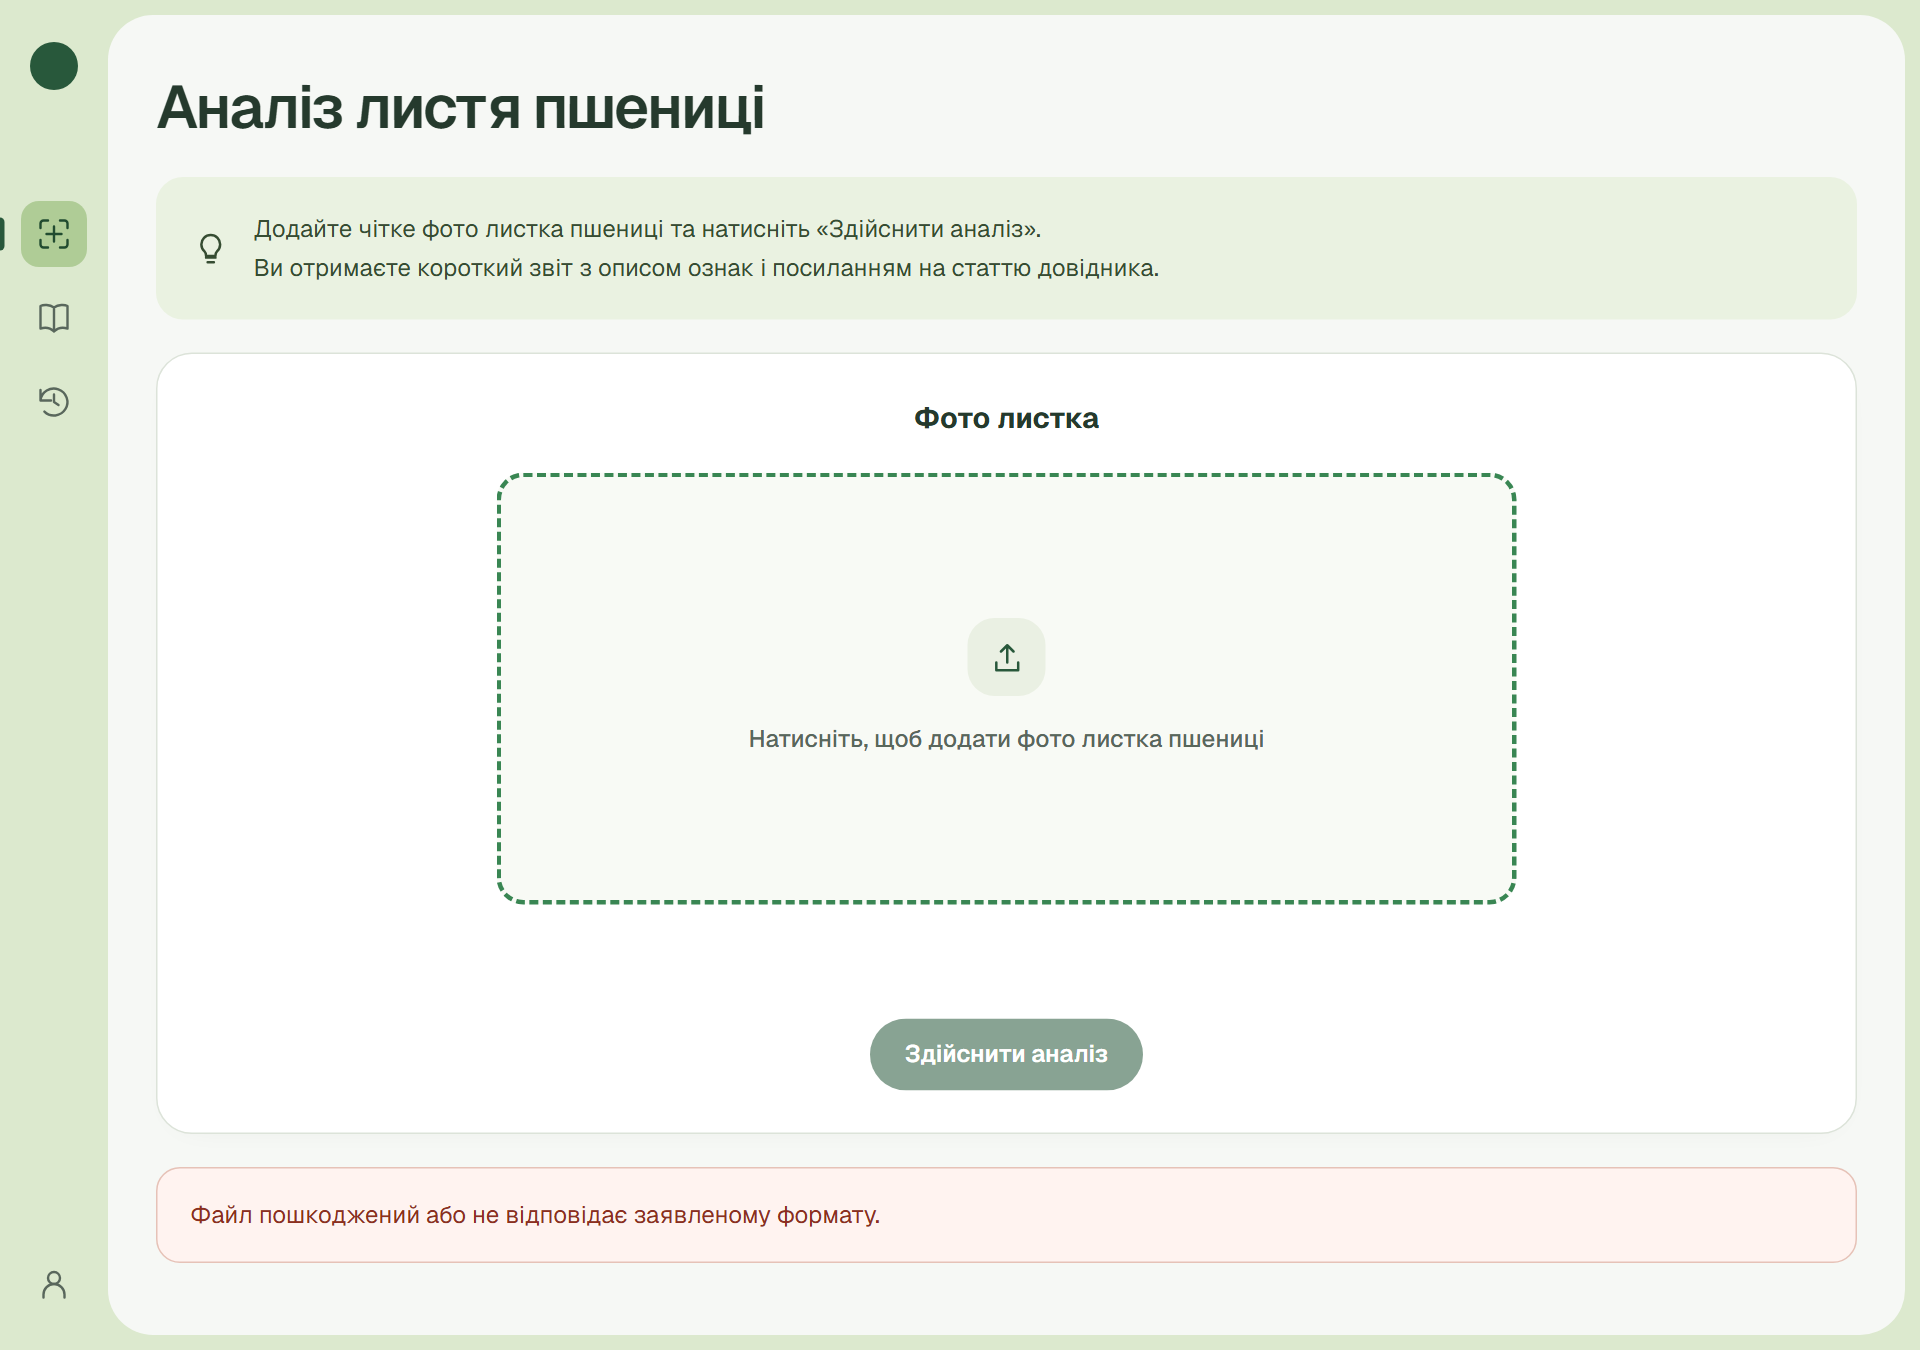 Аналіз листя пшениці
Додайте чітке фото листка пшениці та натисніть «Здійснити аналіз».
Ви отримаєте короткий звіт з описом ознак і посиланням на статтю довідника.
Фото листка
Натисніть, щоб додати фото листка пшениці
Здійснити аналіз
Файл пошкоджений або не відповідає заявленому формату.